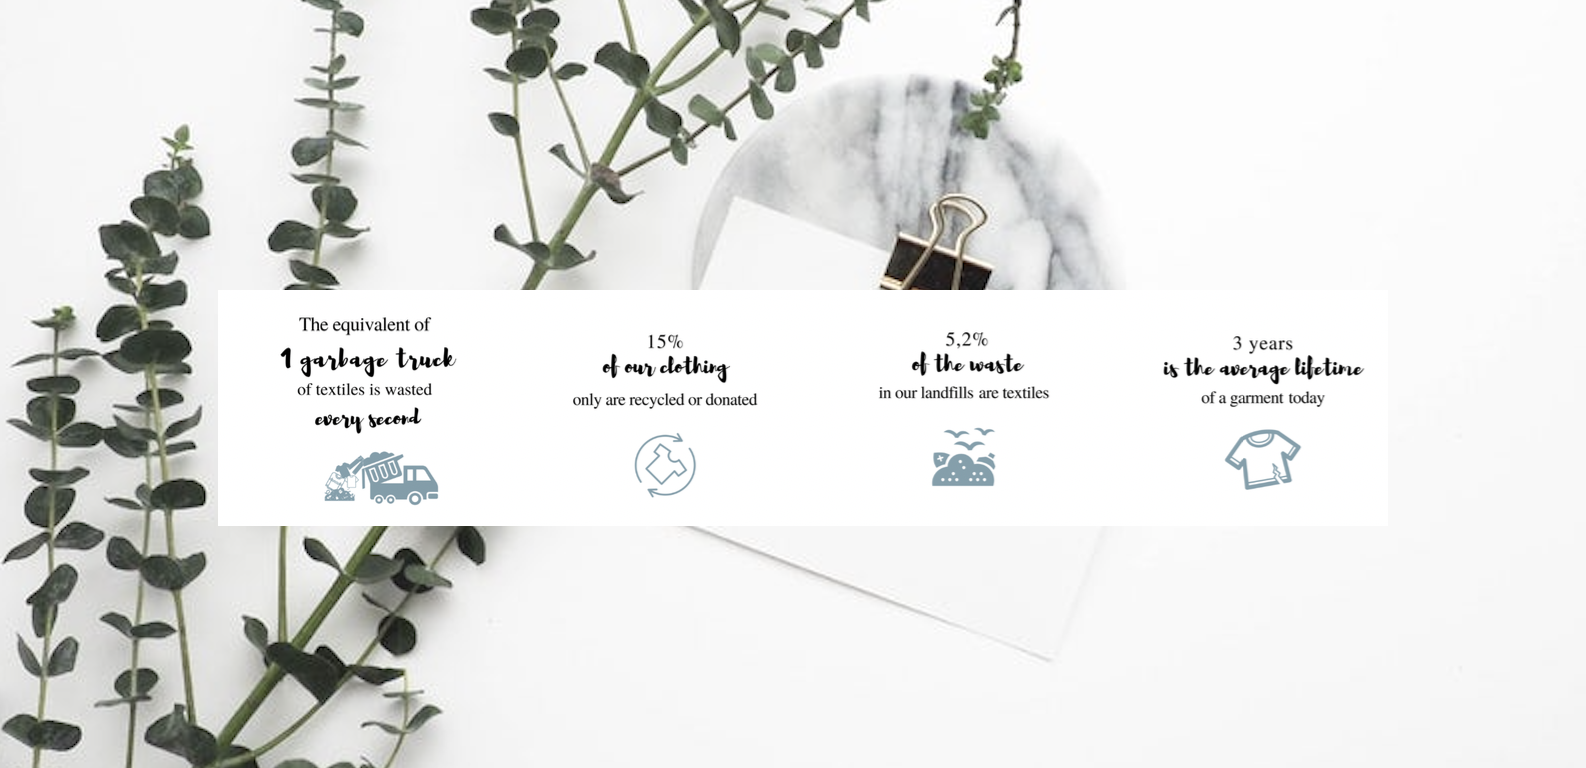 The equivalent of
1 garbage truck
of textiles is wasted
every second
15%
of our clothing
only are recycled or donated
5,2%
of the waste
in our landfills are textiles
3 years
is the average lifetime
of a garment today